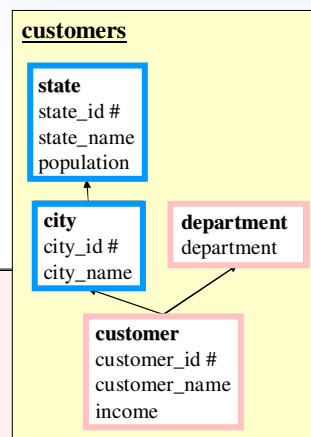 customers
state
state_id #
state_name
population
city
city_id #
city_name
department
department
customer
customer_id #
customer_name
income